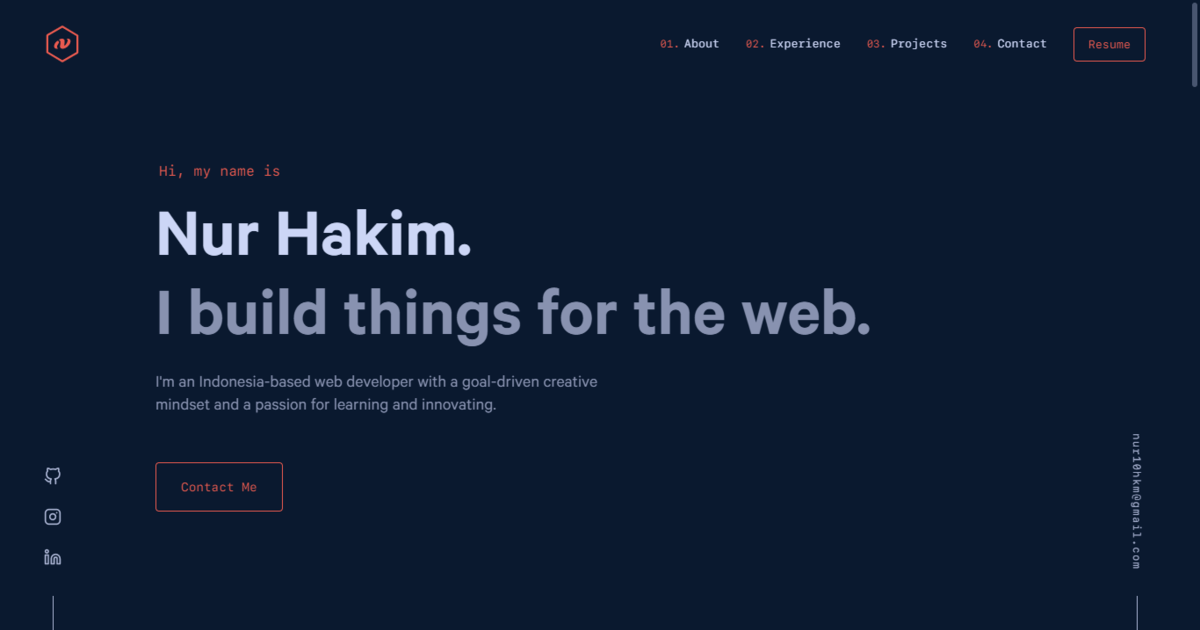 01. About 02. Experience 03. Projects 04. Contact Resume
Hi, my name is
Nur Hakim.
I build things for the web.
I'm an Indonesia-based web developer with a goal-driven creative
mindset and a passion for learning and innovating.
Contact Me
nur10hkm@gmail.com